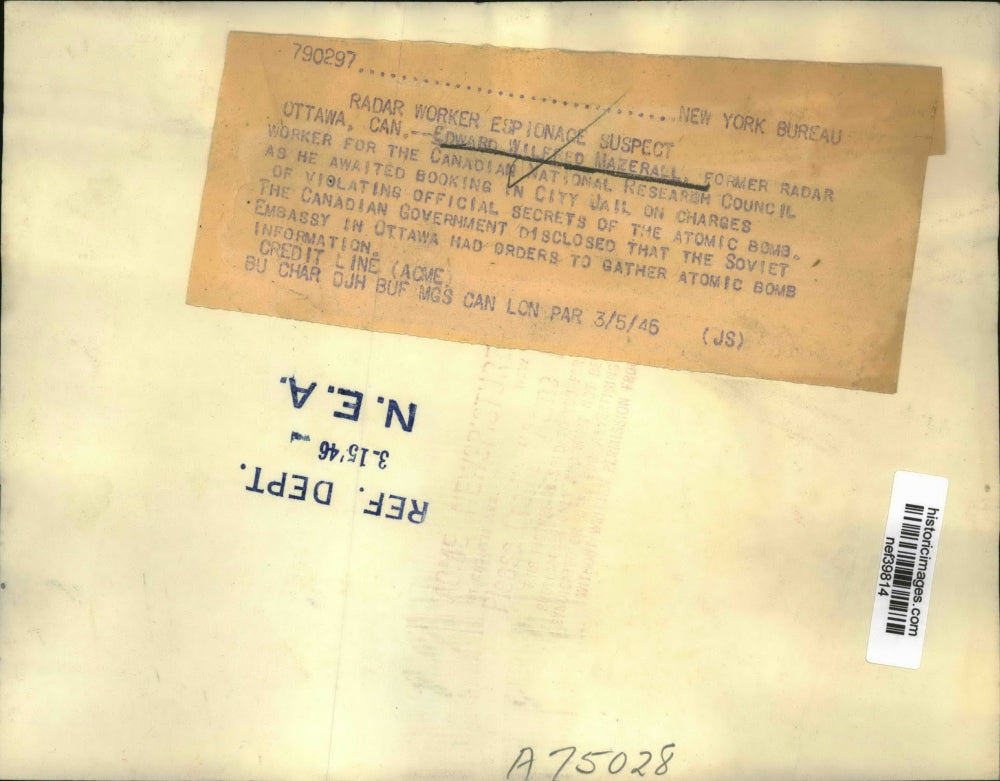 790297.......................................NEW YORK BUREAU
RADAR WORKER ESPIONAGE SUSPECT
OTTAWA, CAN.--EDWARD WILFRED MAZERALL, FORMER RADAR
WORKER FOR THE CANADIAN NATIONAL RESEARCH COUNCIL
AS HE AWAITED BOOKING IN CITY JAIL ON CHARGES
OF VIOLATING OFFICIAL SECRETS OF THE ATOMIC BOMB.
THE CANADIAN GOVERNMENT DISCLOSED THAT THE SOVIET
EMBASSY IN OTTAWA HAD ORDERS TO GATHER ATOMIC BOMB
INFORMATION.
CREDIT LINE (ACME)
BU CHAR DJH BUF MGS CAN LCN PAR 3/5/46 (JS)
REF. DEPT.
3-15'46
N.E.A.
historicimages.com
nef39814
A75028